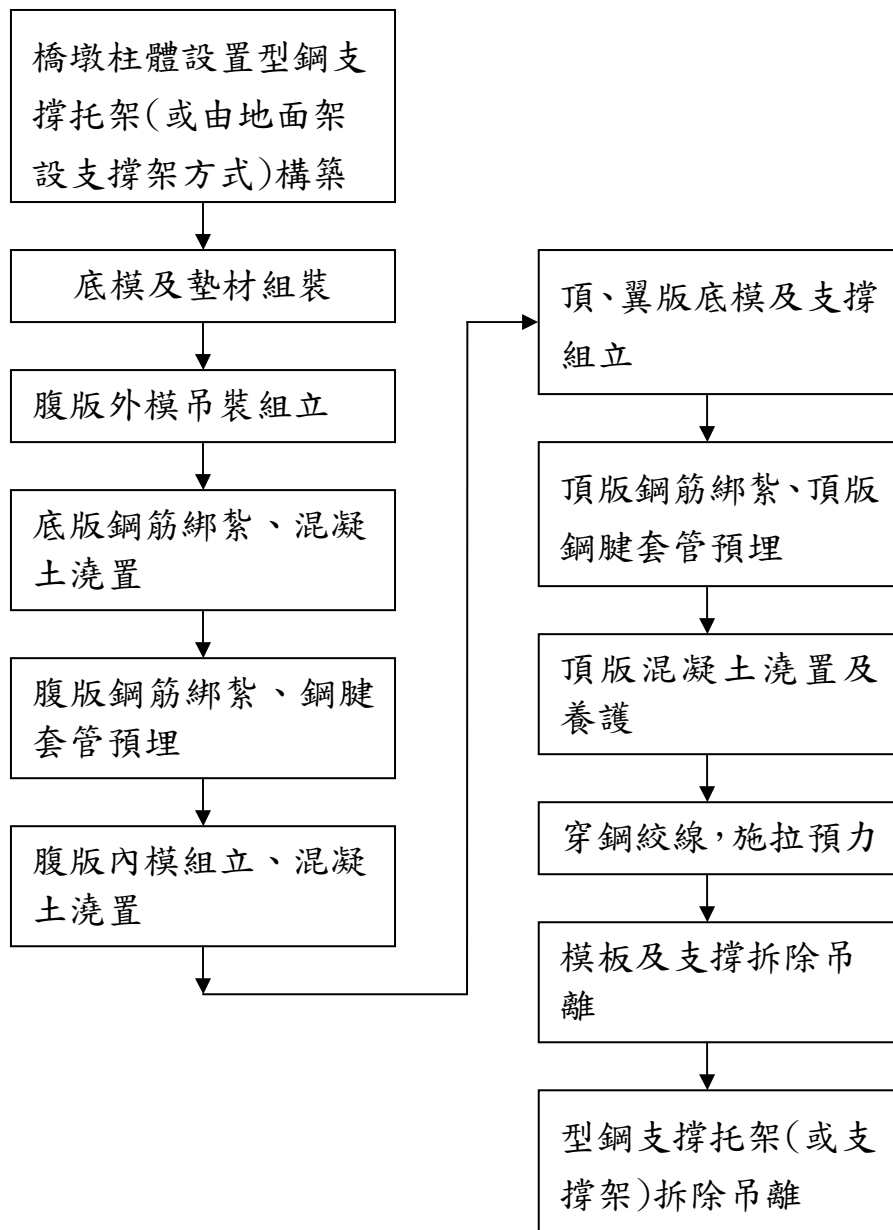 橋墩柱體設置型鋼支
撐托架(或由地面架
設支撐架方式)構築
底模及墊材組裝
腹版外模吊裝組立
底版鋼筋綁紮、混凝
土澆置
腹版鋼筋綁紮、鋼腱
套管預埋
腹版內模組立、混凝
土澆置
頂、翼版底模及支撐
組立
頂版鋼筋綁紮、頂版
鋼腱套管預埋
頂版混凝土澆置及
養護
穿鋼絞線，施拉預力
模板及支撐拆除吊
離
型鋼支撐托架(或支
撐架)拆除吊離